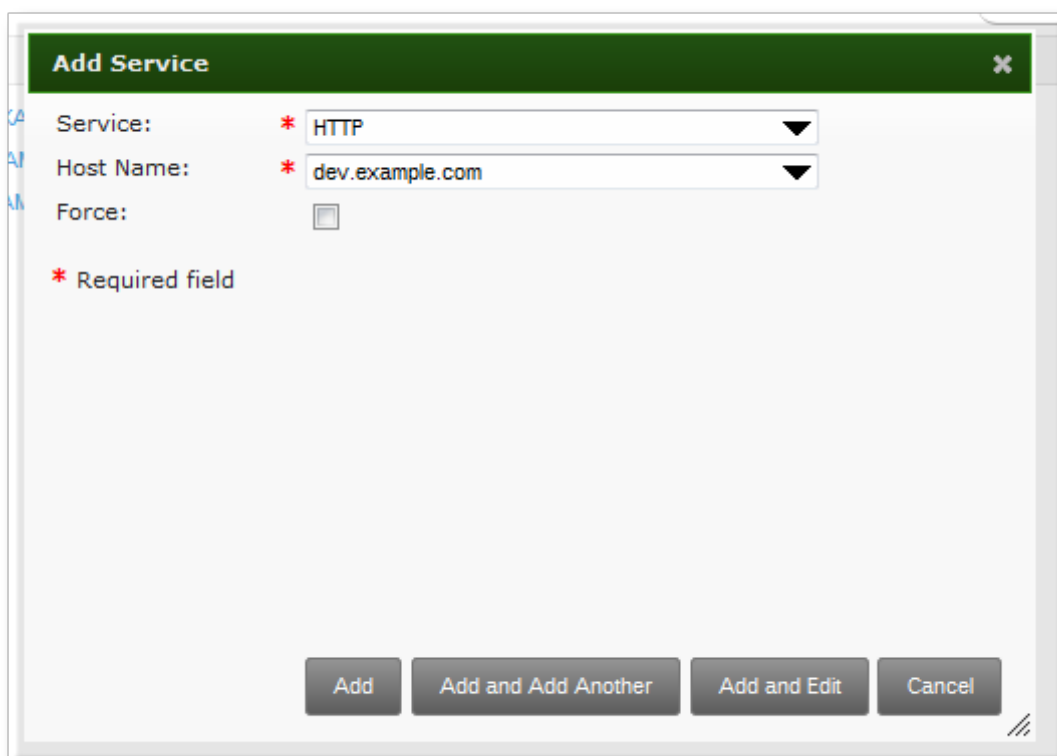 Add Service
Service: * HTTP
Host Name: * dev.example.com
Force:
* Required field
Add Add and Add Another Add and Edit Cancel